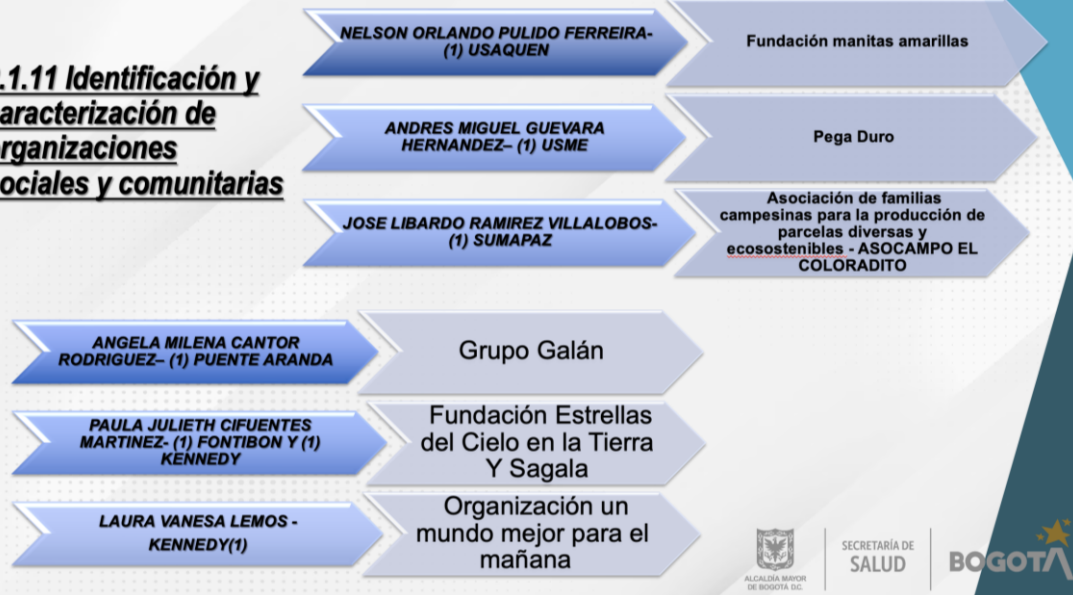 .1.11 Identificación y
aracterización de
rganizaciones
ociales y comunitarias
NELSON ORLANDO PULIDO FERREIRA-
(1) USAQUEN
Fundación manitas amarillas
ANDRES MIGUEL GUEVARA
HERNANDEZ– (1) USME
Pega Duro
JOSE LIBARDO RAMIREZ VILLALOBOS-
(1) SUMAPAZ
Asociación de familias
campesinas para la producción de
parcelas diversas y
ecosostenibles - ASOCAMPO EL
COLORADITO
ANGELA MILENA CANTOR
RODRIGUEZ– (1) PUENTE ARANDA
Grupo Galán
PAULA JULIETH CIFUENTES
MARTINEZ- (1) FONTIBON Y (1)
KENNEDY
Fundación Estrellas
del Cielo en la Tierra
Y Sagala
LAURA VANESA LEMOS -
KENNEDY(1)
Organización un
mundo mejor para el
mañana
ALCALDÍA MAYOR
DE BOGOTÁ D.C.
SECRETARÍA DE
SALUD
BOGOTÁ